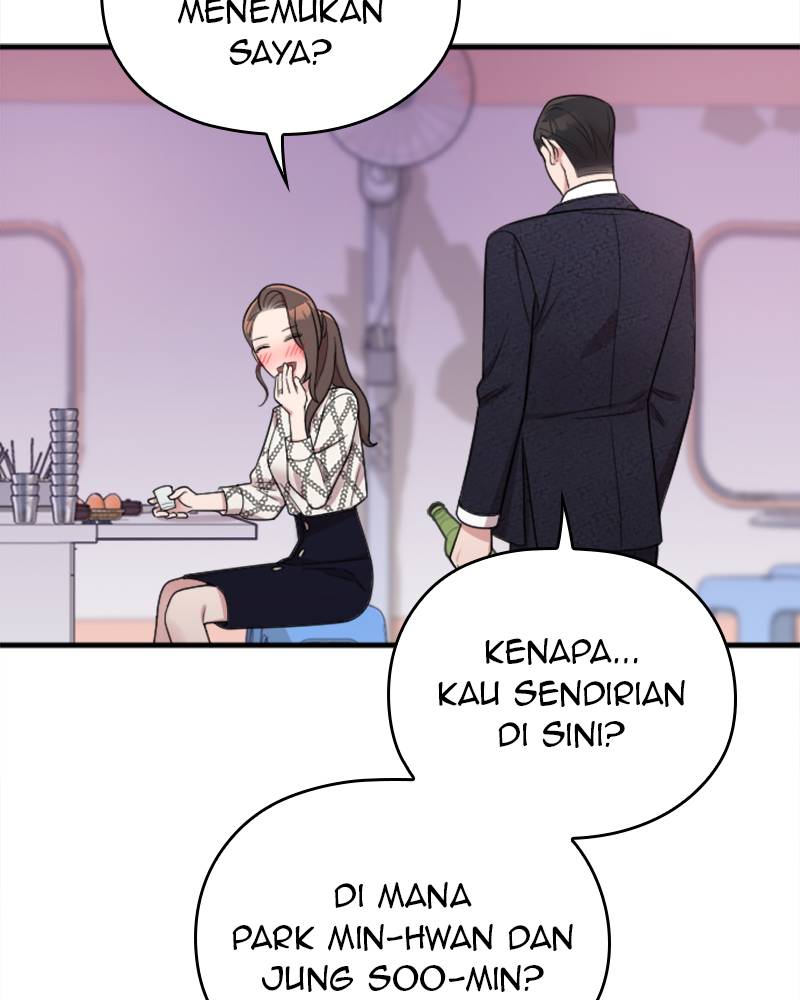 MENEMUKAN
SAYA?
KENAPA...
KAU SENDIRIAN
DI SINI?
DI MANA
PARK MIN-HWAN DAN
JUNG SOO-MIN?